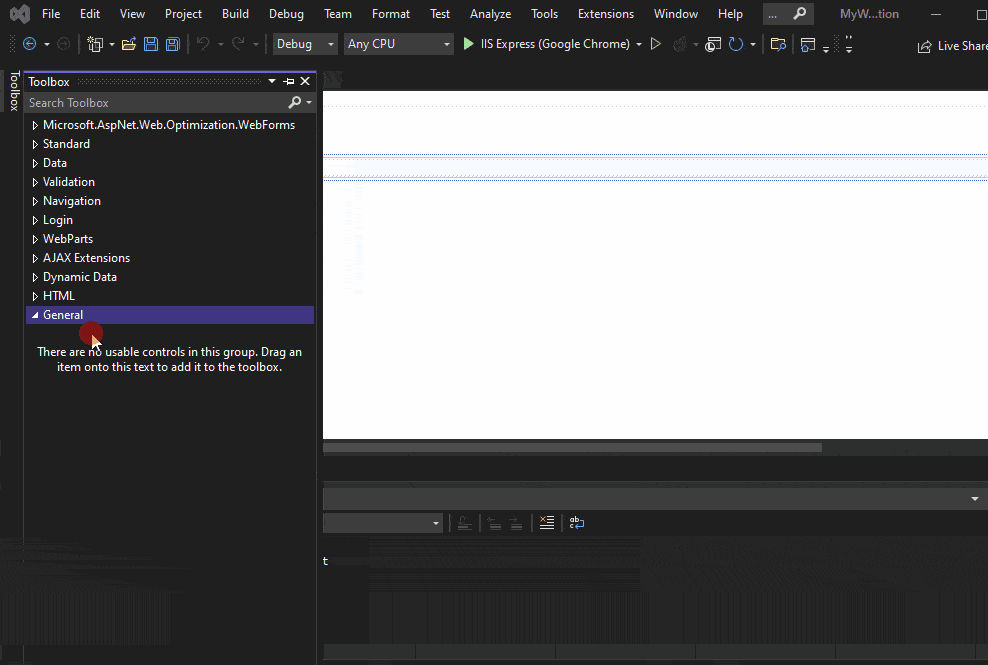 File Edit View Project Build Debug Team Format Test Analyze Tools Extensions Window Help ... MyW...tion
Debug Any CPU IIS Express (Google Chrome) Live Share
Toolbox
Toolbox
Search Toolbox
Microsoft.AspNet.Web.Optimization.WebForms
Standard
Data
Validation
Navigation
Login
WebParts
AJAX Extensions
Dynamic Data
HTML
General
There are no usable controls in this group. Drag an
item onto this text to add it to the toolbox.
t